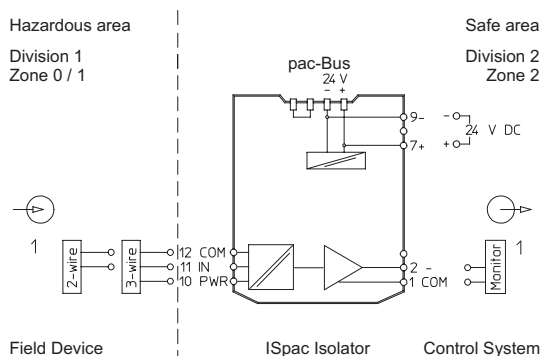 Hazardous area
Safe area
Division 1
Zone 0 / 1
Division 2
Zone 2
pac-Bus
24 V
- +
9-
-
24 V DC
7+
+
1
1
2-wire
3-wire
12 COM
11 IN
10 PWR
2 -
1 COM
Monitor
Field Device
ISpac Isolator
Control System